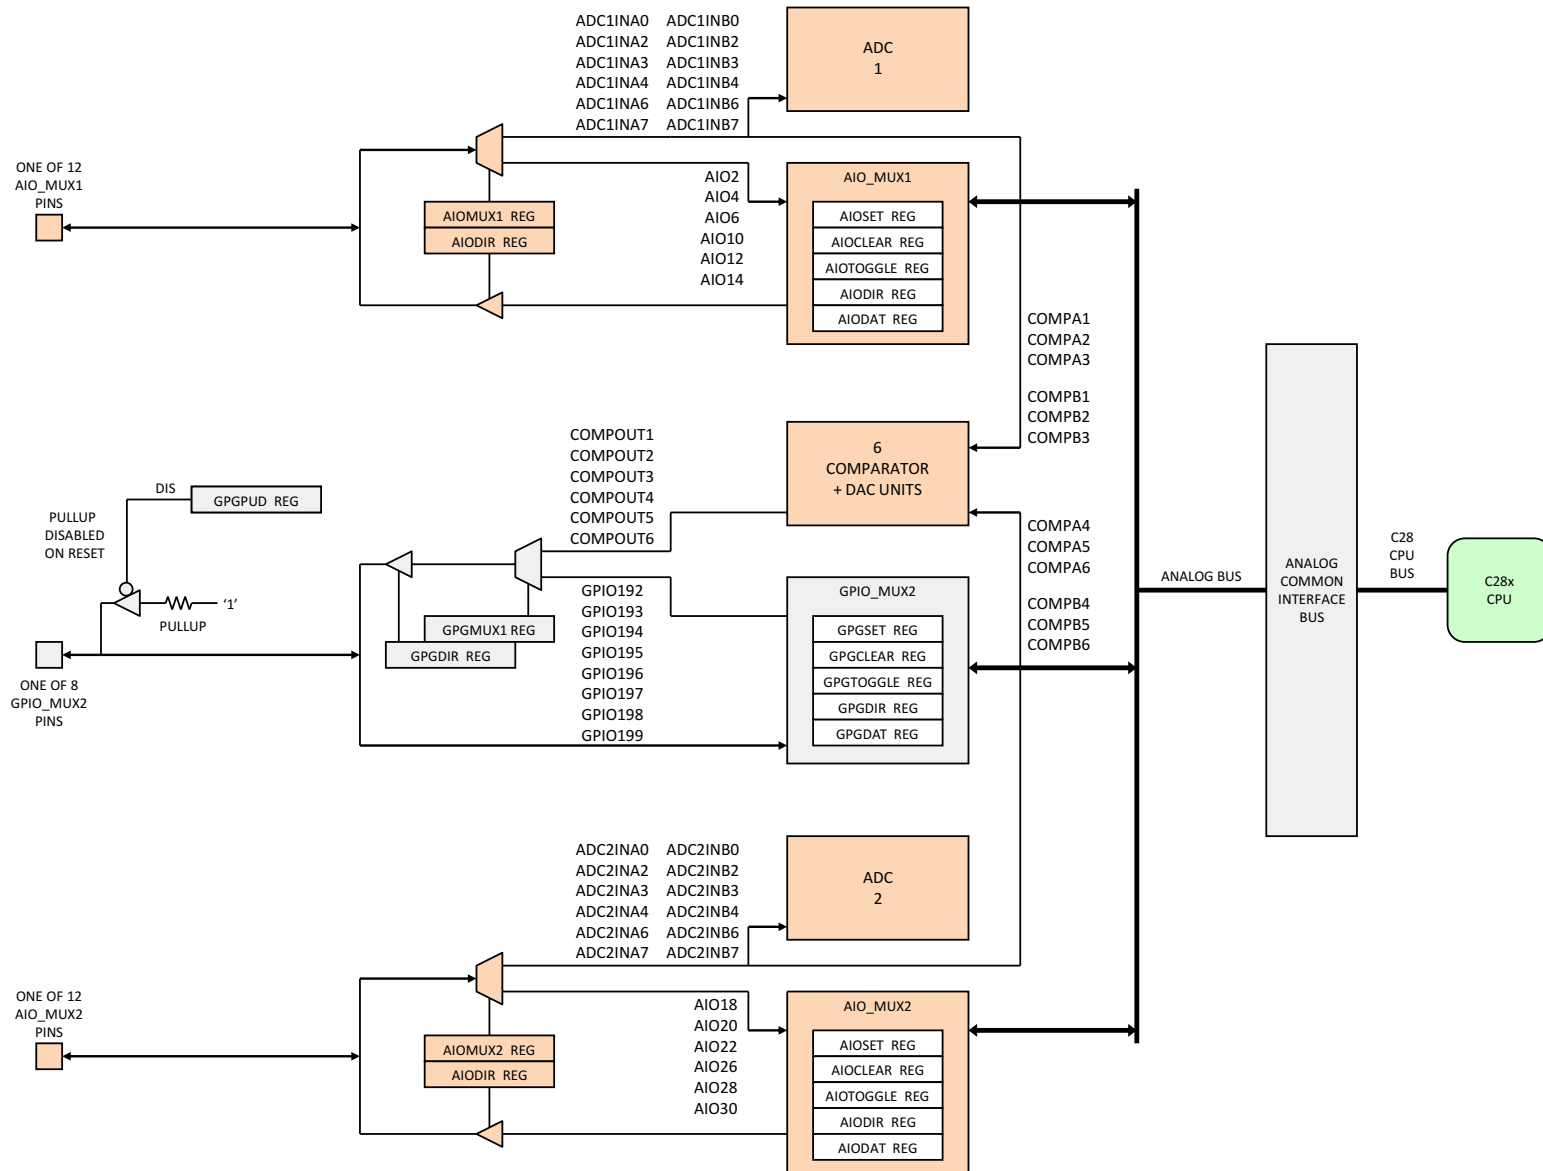 ADC1INA0 ADC1INB0
ADC1INA2 ADC1INB2
ADC1INA3 ADC1INB3
ADC1INA4 ADC1INB4
ADC1INA6 ADC1INB6
ADC1INA7 ADC1INB7
ADC
1
ONE OF 12
AIO_MUX1
PINS
AIOMUX1 REG
AIODIR REG
AIO2
AIO4
AIO6
AIO10
AIO12
AIO14
AIO_MUX1
AIOSET REG
AIOCLEAR REG
AIOTOGGLE REG
AIODIR REG
AIODAT REG
COMPA1
COMPA2
COMPA3
COMPB1
COMPB2
COMPB3
COMPOUT1
COMPOUT2
COMPOUT3
COMPOUT4
COMPOUT5
COMPOUT6
6
COMPARATOR
+ DAC UNITS
DIS
GPGPUD REG
PULLUP
DISABLED
ON RESET
'1'
PULLUP
ONE OF 8
GPIO_MUX2
PINS
GPGMUX1 REG
GPGDIR REG
GPIO192
GPIO193
GPIO194
GPIO195
GPIO196
GPIO197
GPIO198
GPIO199
GPIO_MUX2
GPGSET REG
GPGCLEAR REG
GPGTOGGLE REG
GPGDIR REG
GPGDAT REG
COMPA4
COMPA5
COMPA6
COMPB4
COMPB5
COMPB6
ANALOG BUS
ANALOG
COMMON
INTERFACE
BUS
C28
CPU
BUS
C28x
CPU
ADC2INA0 ADC2INB0
ADC2INA2 ADC2INB2
ADC2INA3 ADC2INB3
ADC2INA4 ADC2INB4
ADC2INA6 ADC2INB6
ADC2INA7 ADC2INB7
ADC
2
ONE OF 12
AIO_MUX2
PINS
AIOMUX2 REG
AIODIR REG
AIO18
AIO20
AIO22
AIO26
AIO28
AIO30
AIO_MUX2
AIOSET REG
AIOCLEAR REG
AIOTOGGLE REG
AIODIR REG
AIODAT REG